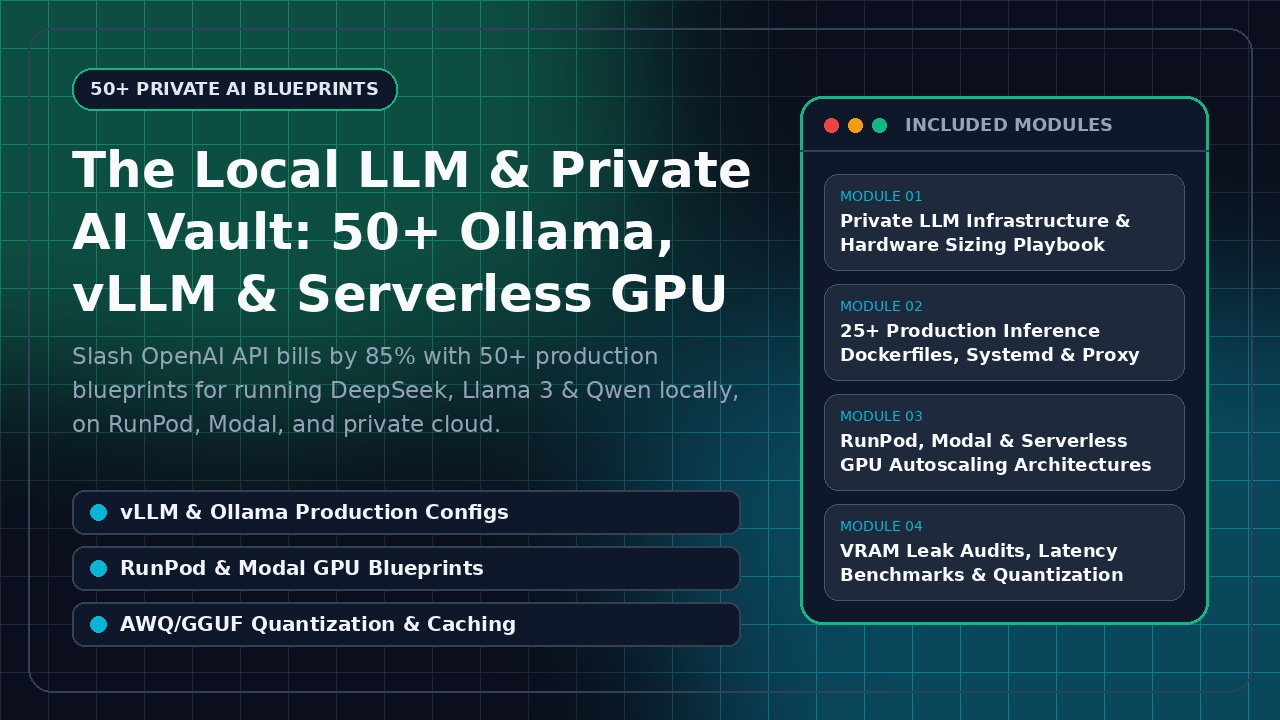 50+ PRIVATE AI BLUEPRINTS
The Local LLM & Private
AI Vault: 50+ Ollama,
vLLM & Serverless GPU
Slash OpenAI API bills by 85% with 50+ production
blueprints for running DeepSeek, Llama 3 & Qwen locally,
on RunPod, Modal, and private cloud.
vLLM & Ollama Production Configs
RunPod & Modal GPU Blueprints
AWQ/GGUF Quantization & Caching
INCLUDED MODULES
MODULE 01
Private LLM Infrastructure &
Hardware Sizing Playbook
MODULE 02
25+ Production Inference
Dockerfiles, Systemd & Proxy
MODULE 03
RunPod, Modal & Serverless
GPU Autoscaling Architectures
MODULE 04
VRAM Leak Audits, Latency
Benchmarks & Quantization